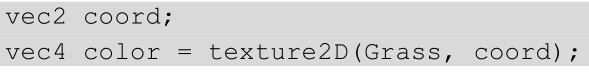 vec2 coord;
vec4 color = texture2D(Grass, coord);